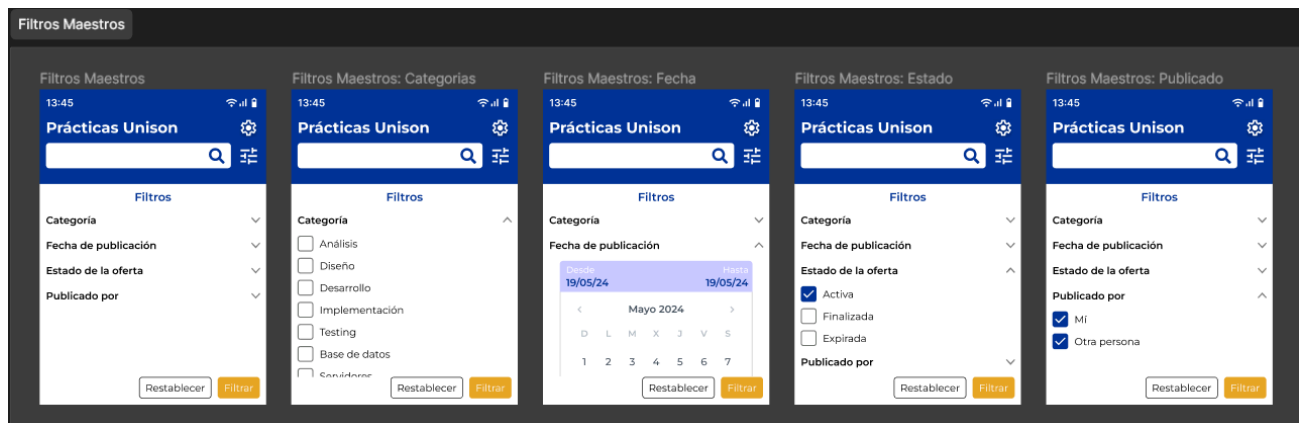 Filtros Maestros
Filtros Maestros
13:45
Prácticas Unison
Filtros
Categoría
Fecha de publicación
Estado de la oferta
Publicado por
Restablecer
Filtrar
Filtros Maestros: Categorias
13:45
Prácticas Unison
Filtros
Categoría
Análisis
Diseño
Desarrollo
Implementación
Testing
Base de datos
Servidores
Restablecer
Filtrar
Filtros Maestros: Fecha
13:45
Prácticas Unison
Filtros
Categoría
Fecha de publicación
Desde Hasta
19/05/24 19/05/24
< Mayo 2024 >
D L M X J V S
1 2 3 4 5 6 7
Restablecer
Filtrar
Filtros Maestros: Estado
13:45
Prácticas Unison
Filtros
Categoría
Fecha de publicación
Estado de la oferta
Activa
Finalizada
Expirada
Publicado por
Restablecer
Filtrar
Filtros Maestros: Publicado
13:45
Prácticas Unison
Filtros
Categoría
Fecha de publicación
Estado de la oferta
Publicado por
Mí
Otra persona
Restablecer
Filtrar